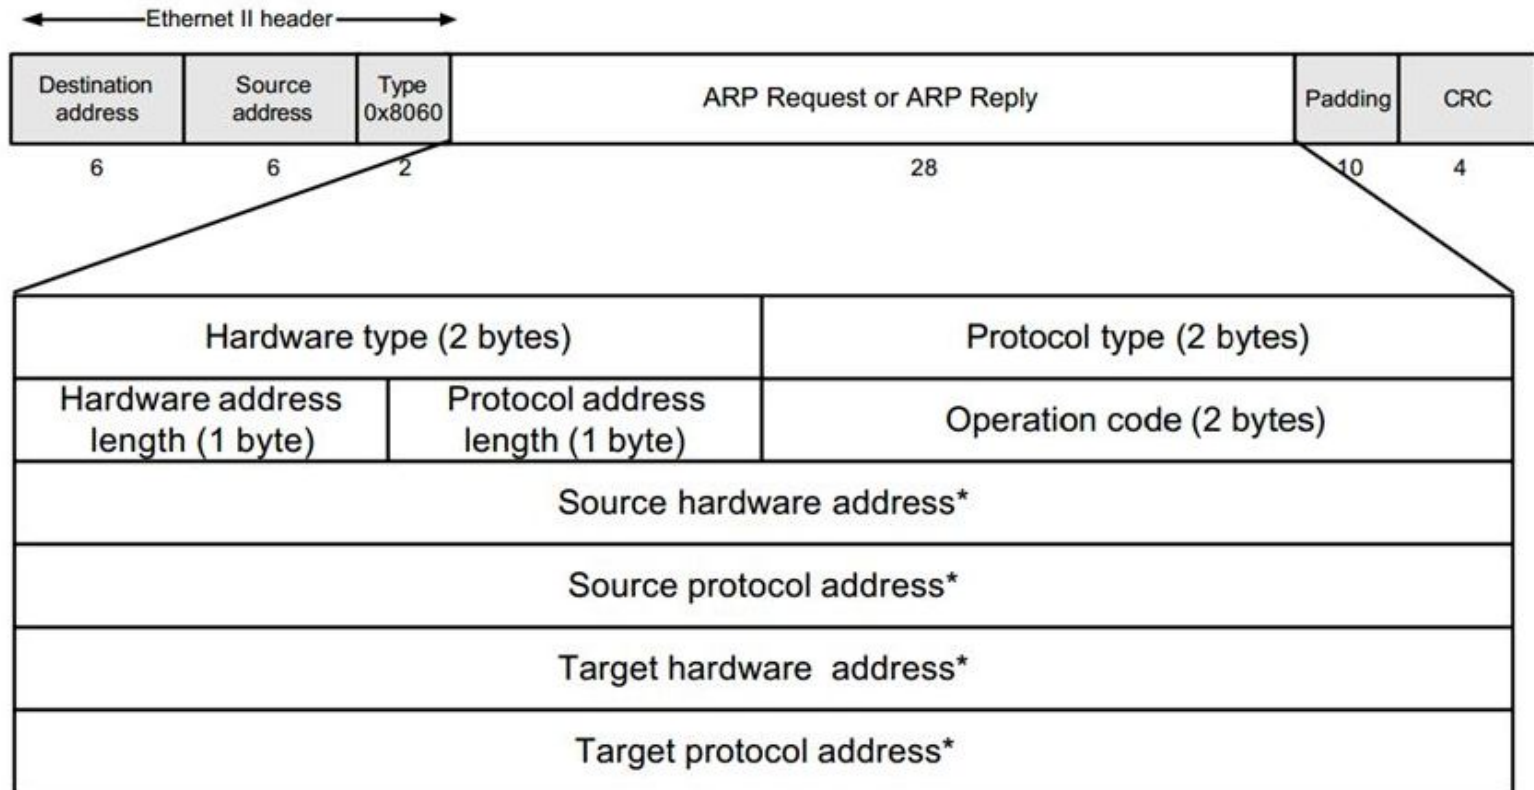 Ethernet II header
Destination
address
Source
address
Type
0x8060
ARP Request or ARP Reply
Padding
CRC
6
6
2
28
10
4
Hardware type (2 bytes)
Protocol type (2 bytes)
Hardware address
length (1 byte)
Protocol address
length (1 byte)
Operation code (2 bytes)
Source hardware address*
Source protocol address*
Target hardware address*
Target protocol address*